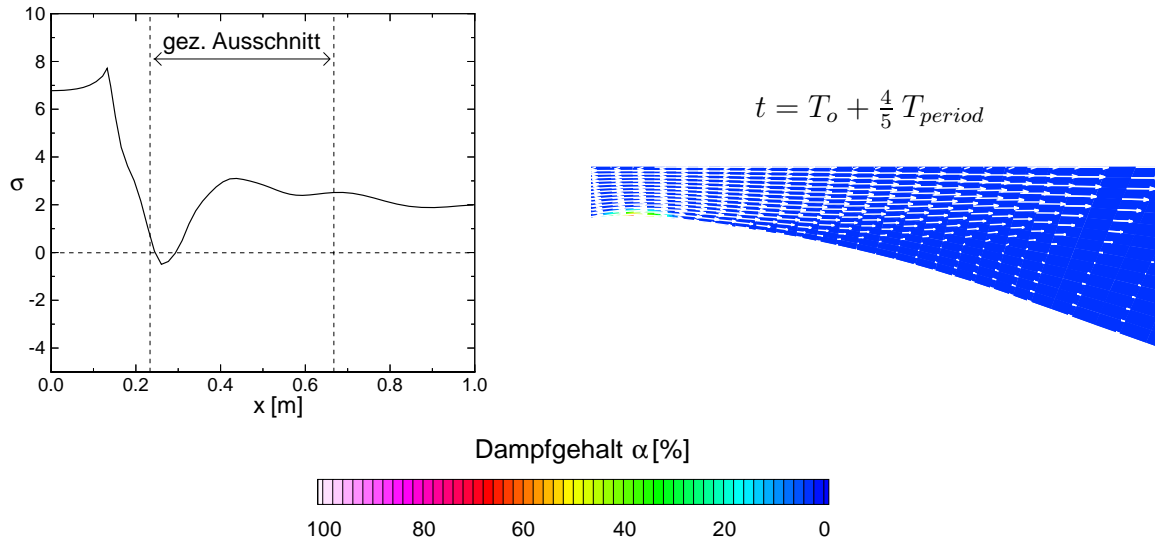 10
8
6
4
2
0
-2
-4
σ
gez. Ausschnitt
0.0 0.2 0.4 0.6 0.8 1.0
x [m]
t = T_o + 4/5 T_period
Dampfgehalt α [%]
100 80 60 40 20 0